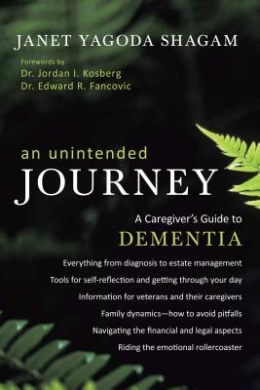 JANET YAGODA SHAGAM
Forewords by
Dr. Jordan I. Kosberg
Dr. Edward R. Fancovic
an unintended
JOURNEY
A Caregiver's Guide to
DEMENTIA
Everything from diagnosis to estate management
Tools for self-reflection and getting through your day
Information for veterans and their caregivers
Family dynamics—how to avoid pitfalls
Navigating the financial and legal aspects
Riding the emotional rollercoaster